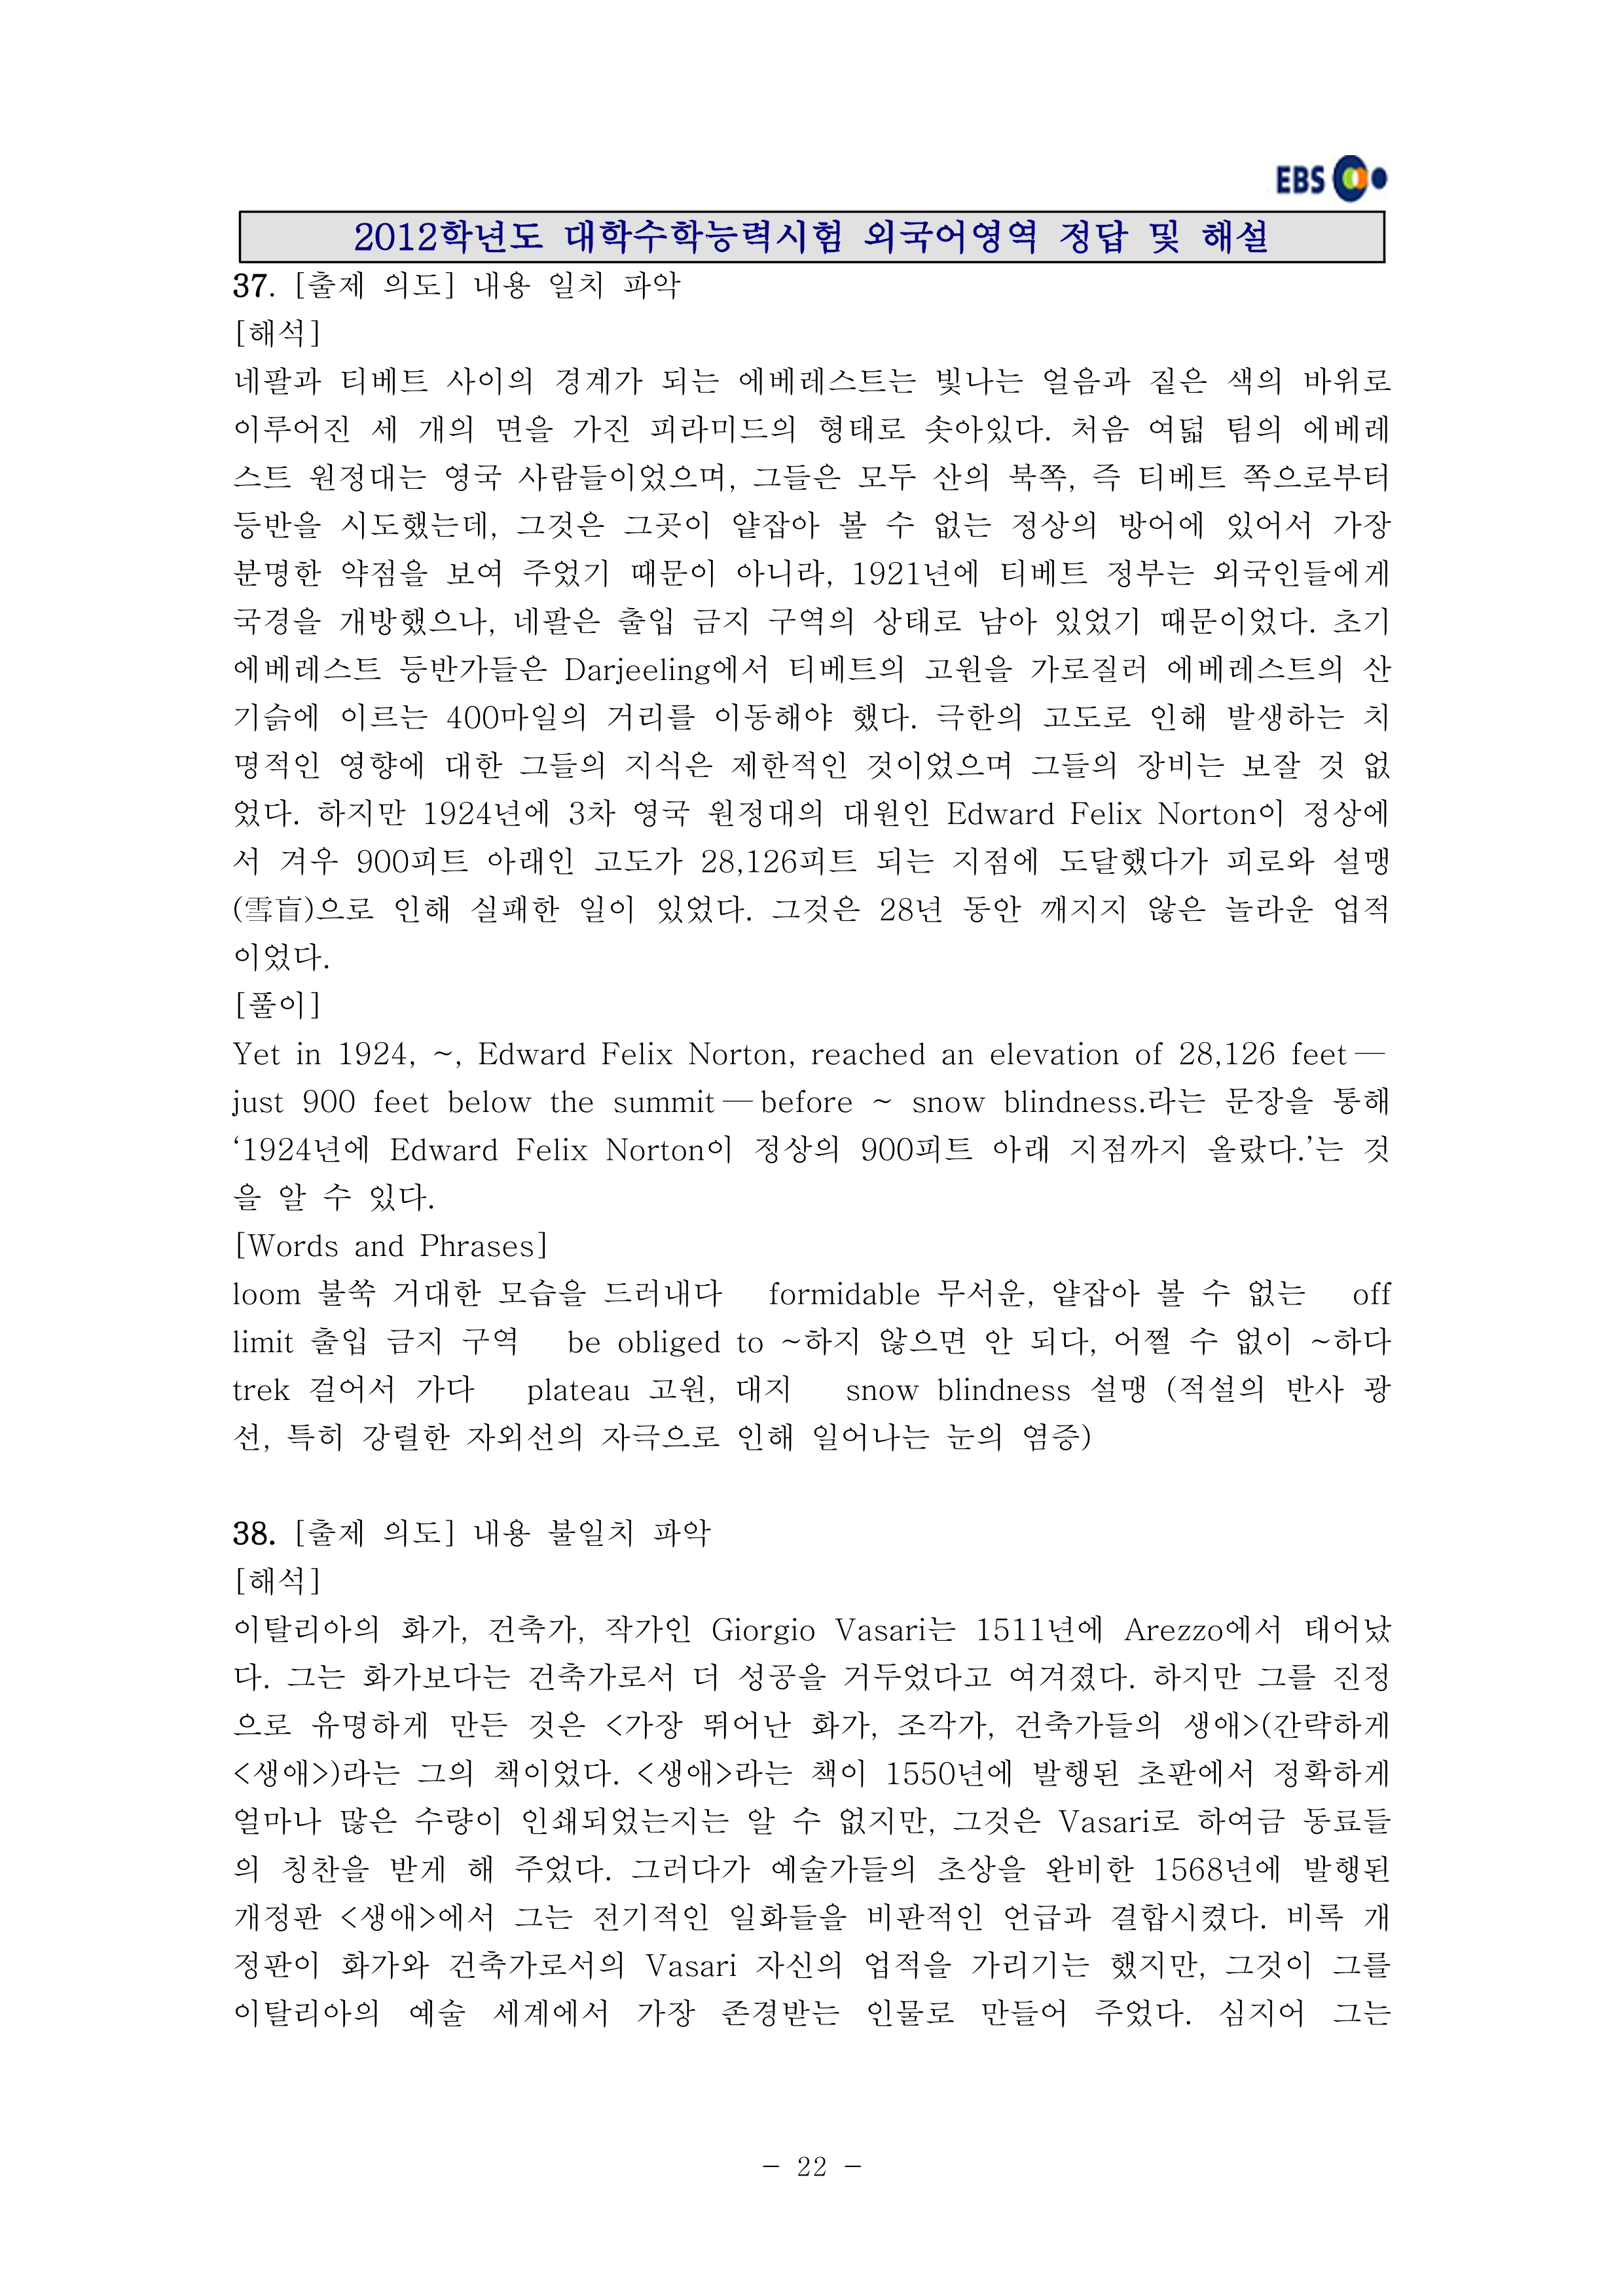 EBS
2012학년도 대학수학능력시험 외국어영역 정답 및 해설
37. [출제 의도] 내용 일치 파악
[해석]
네팔과 티베트 사이의 경계가 되는 에베레스트는 빛나는 얼음과 짙은 색의 바위로
이루어진 세 개의 면을 가진 피라미드의 형태로 솟아있다. 처음 여덟 팀의 에베레
스트 원정대는 영국 사람들이었으며, 그들은 모두 산의 북쪽, 즉 티베트 쪽으로부터
등반을 시도했는데, 그것은 그곳이 얕잡아 볼 수 없는 정상의 방어에 있어서 가장
분명한 약점을 보여 주었기 때문이 아니라, 1921년에 티베트 정부는 외국인들에게
국경을 개방했으나, 네팔은 출입 금지 구역의 상태로 남아 있었기 때문이었다. 초기
에베레스트 등반가들은 Darjeeling에서 티베트의 고원을 가로질러 에베레스트의 산
기슭에 이르는 400마일의 거리를 이동해야 했다. 극한의 고도로 인해 발생하는 치
명적인 영향에 대한 그들의 지식은 제한적인 것이었으며 그들의 장비는 보잘 것 없
었다. 하지만 1924년에 3차 영국 원정대의 대원인 Edward Felix Norton이 정상에
서 겨우 900피트 아래인 고도가 28,126피트 되는 지점에 도달했다가 피로와 설맹
(雪盲)으로 인해 실패한 일이 있었다. 그것은 28년 동안 깨지지 않은 놀라운 업적
이었다.
[풀이]
Yet in 1924, ~, Edward Felix Norton, reached an elevation of 28,126 feet—
just 900 feet below the summit—before ~ snow blindness.라는 문장을 통해
‘1924년에 Edward Felix Norton이 정상의 900피트 아래 지점까지 올랐다.’는 것
을 알 수 있다.
[Words and Phrases]
loom 불쑥 거대한 모습을 드러내다 formidable 무서운, 얕잡아 볼 수 없는 off
limit 출입 금지 구역 be obliged to ~하지 않으면 안 되다, 어쩔 수 없이 ~하다
trek 걸어서 가다 plateau 고원, 대지 snow blindness 설맹 (적설의 반사 광
선, 특히 강렬한 자외선의 자극으로 인해 일어나는 눈의 염증)
38. [출제 의도] 내용 불일치 파악
[해석]
이탈리아의 화가, 건축가, 작가인 Giorgio Vasari는 1511년에 Arezzo에서 태어났
다. 그는 화가보다는 건축가로서 더 성공을 거두었다고 여겨졌다. 하지만 그를 진정
으로 유명하게 만든 것은 <가장 뛰어난 화가, 조각가, 건축가들의 생애>(간략하게
<생애>)라는 그의 책이었다. <생애>라는 책이 1550년에 발행된 초판에서 정확하게
얼마나 많은 수량이 인쇄되었는지는 알 수 없지만, 그것은 Vasari로 하여금 동료들
의 칭찬을 받게 해 주었다. 그러다가 예술가들의 초상을 완비한 1568년에 발행된
개정판 <생애>에서 그는 전기적인 일화들을 비판적인 언급과 결합시켰다. 비록 개
정판이 화가와 건축가로서의 Vasari 자신의 업적을 가리기는 했지만, 그것이 그를
이탈리아의 예술 세계에서 가장 존경받는 인물로 만들어 주었다. 심지어 그는
- 22 -